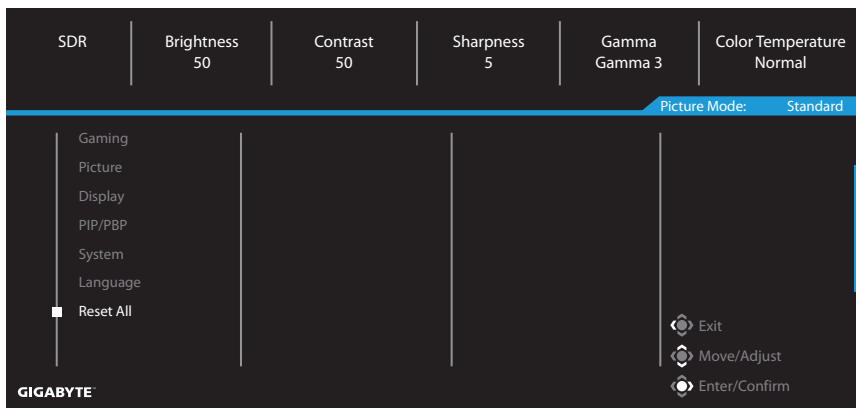 SDR
Brightness
50
Contrast
50
Sharpness
5
Gamma
Gamma 3
Color Temperature
Normal
Picture Mode: Standard
Gaming
Picture
Display
PIP/PBP
System
Language
Reset All
Exit
Move/Adjust
Enter/Confirm
GIGABYTE™